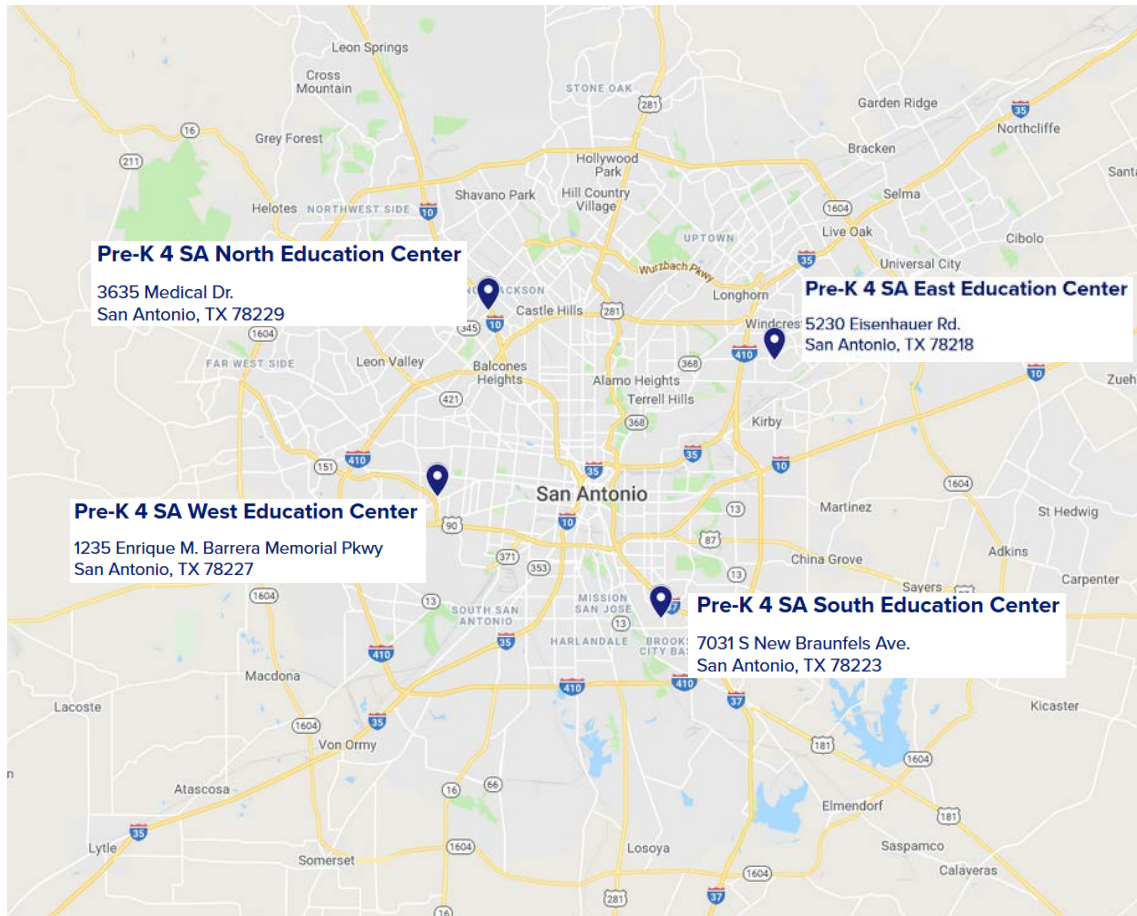 Leon Springs
Cross
Mountain
STONE OAK
281
Garden Ridge
35
Northcliffe
16
Grey Forest
Bracken
211
Hollywood
Park
Shavano Park
Hill Country
Village
Selma
Helotes
NORTHWEST SIDE
10
1604
Live Oak
UPTOWN
Cibolo
35
Universal City
Wurzbach Pkwy
Longhorn
Pre-K 4 SA North Education Center
3635 Medical Dr.
San Antonio, TX 78229
Castle Hills
281
345
10
Pre-K 4 SA East Education Center
5230 Eisenhauer Rd.
San Antonio, TX 78218
410
1604
FAR WEST SIDE
Leon Valley
Balcones
Heights
368
10
Alamo Heights
Terrell Hills
421
368
Kirby
410
151
35
35
10
San Antonio
1604
Pre-K 4 SA West Education Center
1235 Enrique M. Barrera Memorial Pkwy
San Antonio, TX 78227
90
10
13
Martinez
St Hedwig
87
371
353
China Grove
Adkins
13
Sayers
Carpenter
1604
13
SOUTH SAN
ANTONIO
MISSION
SAN JOSE
13
HARLANDALE
Pre-K 4 SA South Education Center
7031 S New Braunfels Ave.
San Antonio, TX 78223
35
410
410
410
Macdona
37
Lacoste
35
1604
Kicaster
Von Ormy
181
1604
16
66
Atascosa
Elmendorf
181
35
Lytle
Somerset
1604
Losoya
Saspamco
1604
Calaveras
281
37
16